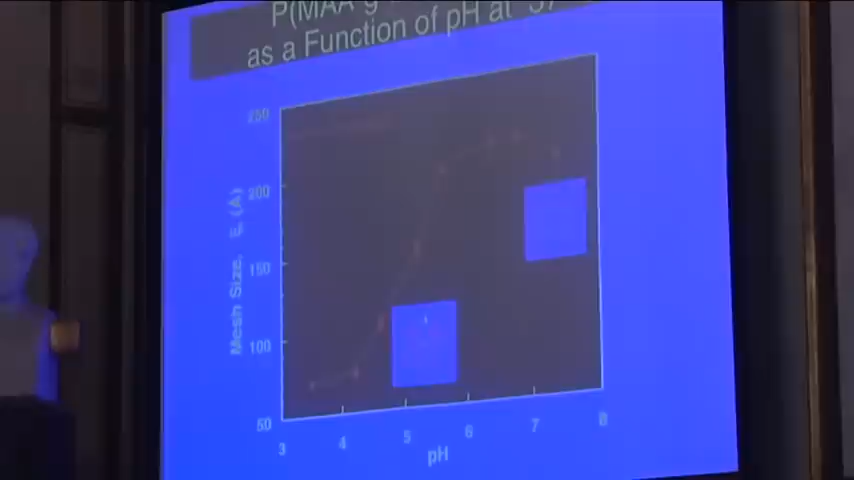 P(MAA g
as a Function of pH at 37
250
200
150
100
50
Mesh Size, ξ, (Å)
3 4 5 6 7 8
pH